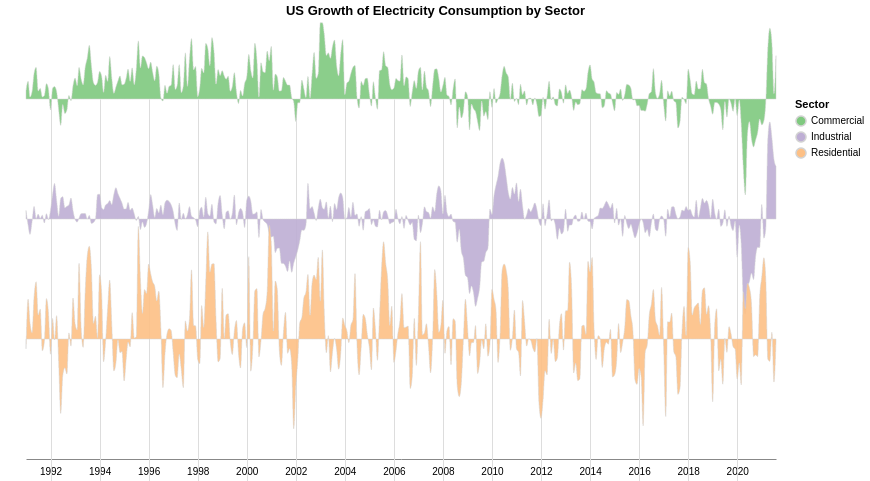 US Growth of Electricity Consumption by Sector
Sector
Commercial
Industrial
Residential
1992 1994 1996 1998 2000 2002 2004 2006 2008 2010 2012 2014 2016 2018 2020